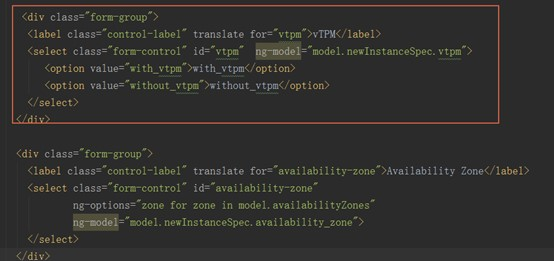 <div class="form-group">
<label class="control-label" translate for="vtpm">vTPM</label>
<select class="form-control" id="vtpm"  ng-model="model.newInstanceSpec.vtpm">
<option value="with_vtpm">with_vtpm</option>
<option value="without_vtpm">without_vtpm</option>
</select>
</div>
<div class="form-group">
<label class="control-label" translate for="availability-zone">Availability Zone</label>
<select class="form-control" id="availability-zone"
ng-options="zone for zone in model.availabilityZones"
ng-model="model.newInstanceSpec.availability_zone">
</select>
</div>